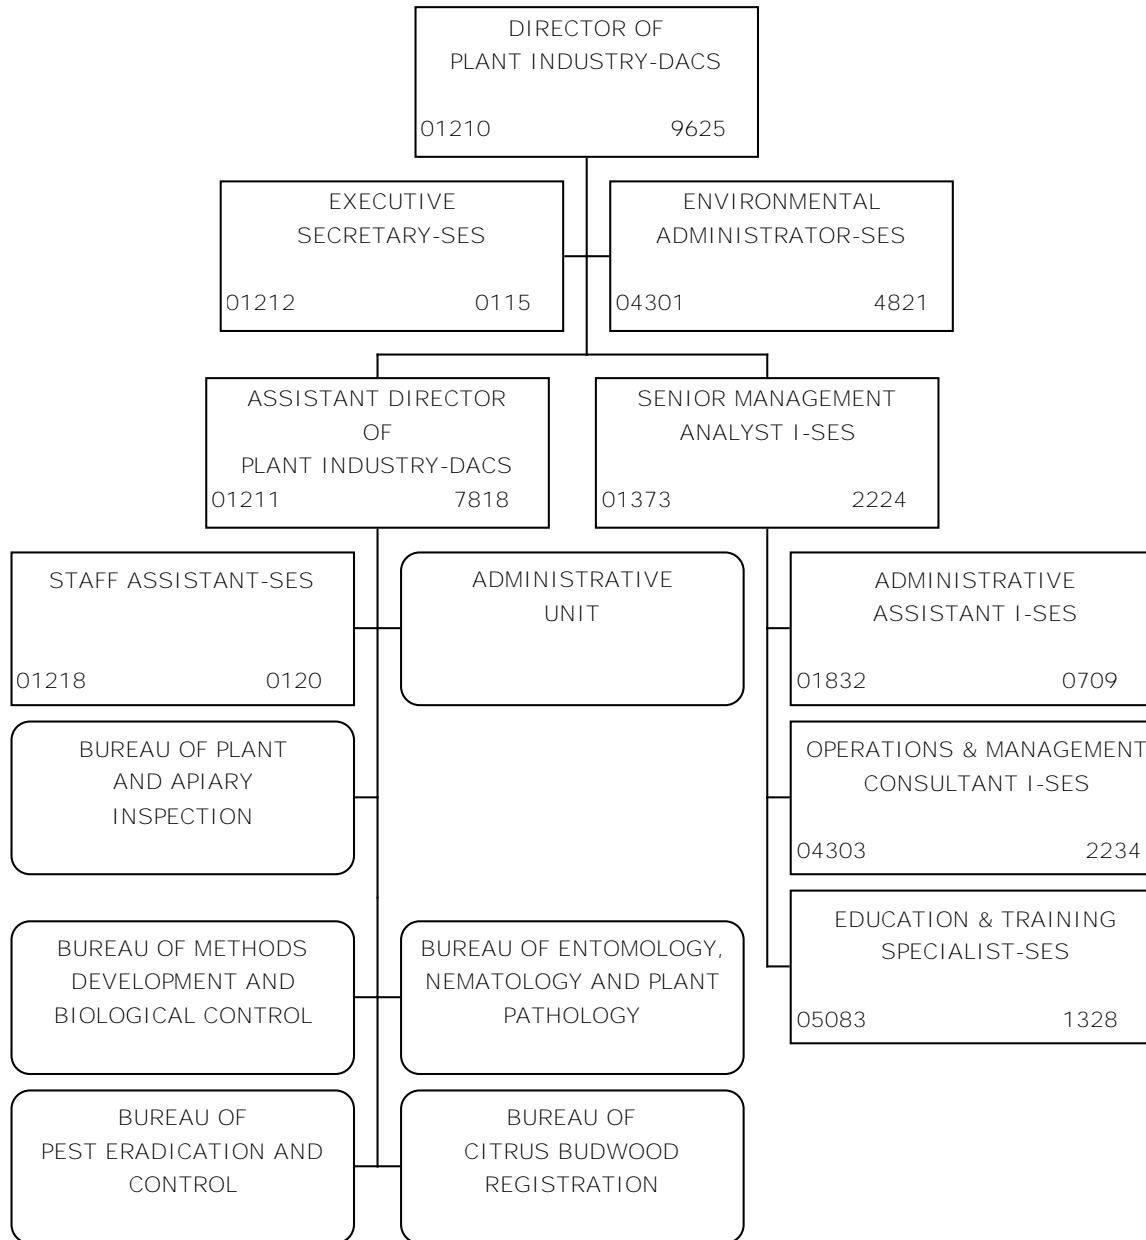 DIRECTOR OF
PLANT INDUSTRY-DACS
01210 9625
EXECUTIVE
SECRETARY-SES
01212 0115
ENVIRONMENTAL
ADMINISTRATOR-SES
04301 4821
ASSISTANT DIRECTOR
OF
PLANT INDUSTRY-DACS
01211 7818
SENIOR MANAGEMENT
ANALYST I-SES
01373 2224
STAFF ASSISTANT-SES
01218 0120
ADMINISTRATIVE
UNIT
ADMINISTRATIVE
ASSISTANT I-SES
01832 0709
BUREAU OF PLANT
AND APIARY
INSPECTION
OPERATIONS & MANAGEMENT
CONSULTANT I-SES
04303 2234
BUREAU OF METHODS
DEVELOPMENT AND
BIOLOGICAL CONTROL
BUREAU OF ENTOMOLOGY,
NEMATOLOGY AND PLANT
PATHOLOGY
EDUCATION & TRAINING
SPECIALIST-SES
05083 1328
BUREAU OF
PEST ERADICATION AND
CONTROL
BUREAU OF
CITRUS BUDWOOD
REGISTRATION